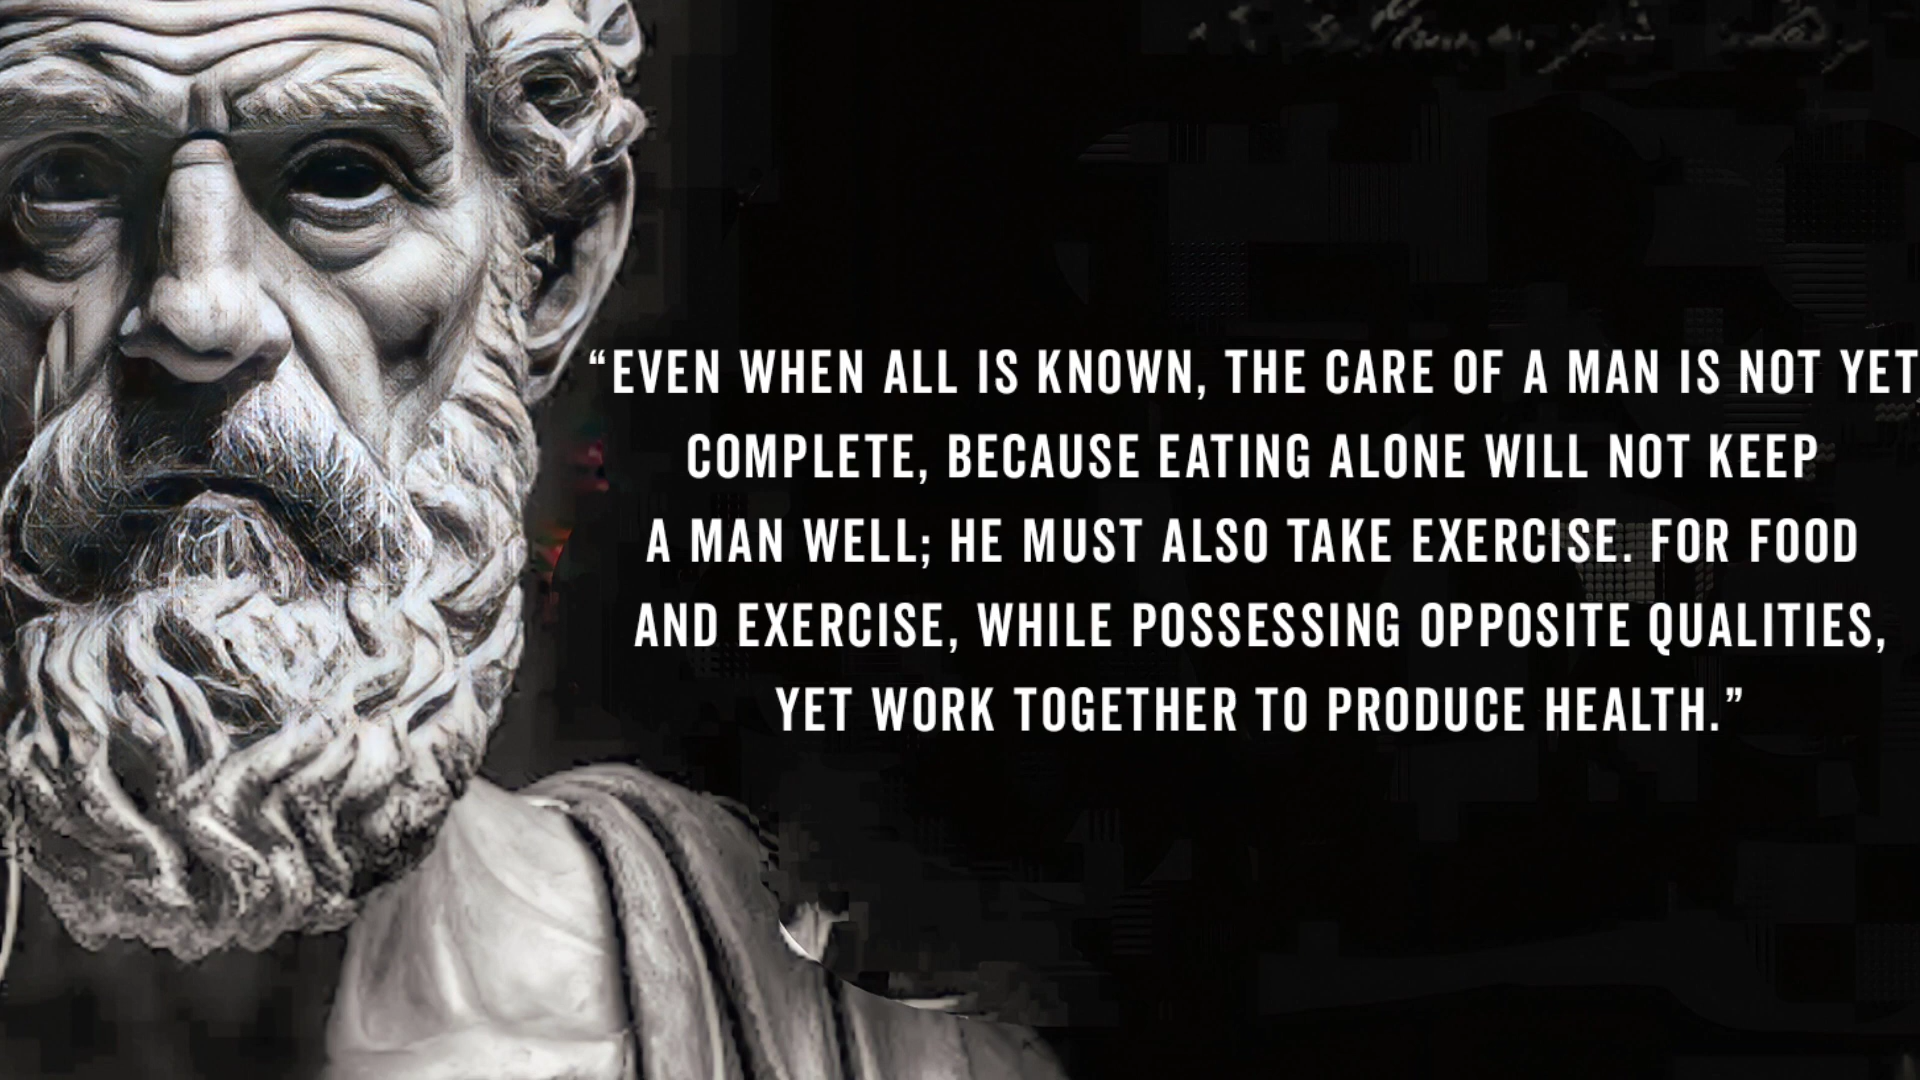 “EVEN WHEN ALL IS KNOWN, THE CARE OF A MAN IS NOT YET
COMPLETE, BECAUSE EATING ALONE WILL NOT KEEP
A MAN WELL; HE MUST ALSO TAKE EXERCISE. FOR FOOD
AND EXERCISE, WHILE POSSESSING OPPOSITE QUALITIES,
YET WORK TOGETHER TO PRODUCE HEALTH.”